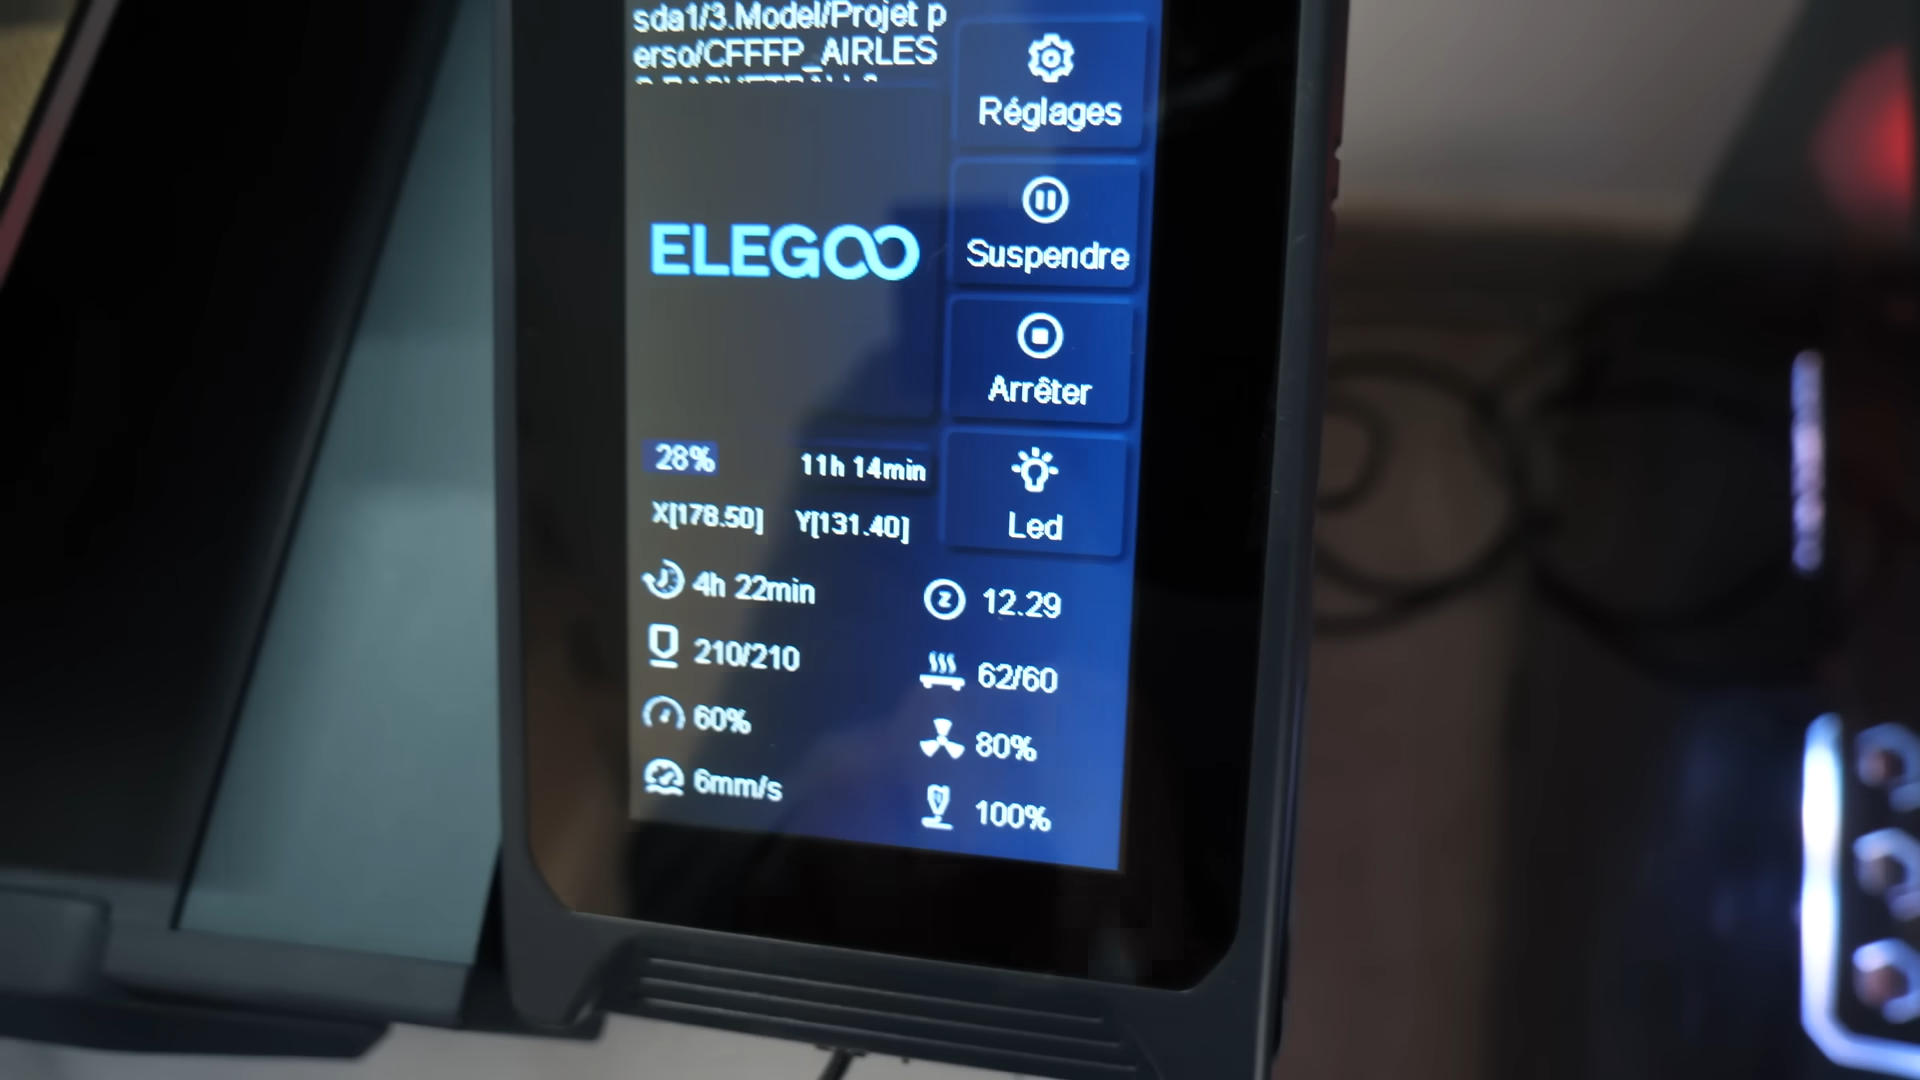 sda1/3.Model/Projet p
erso/CFFFP_AIRLES
Réglages
Suspendre
ELEGOO
Arrêter
28% 11h 14min
X[178.50] Y[131.40]
Led
4h 22min
Z 12.29
210/210
62/60
60%
80%
6mm/s
100%